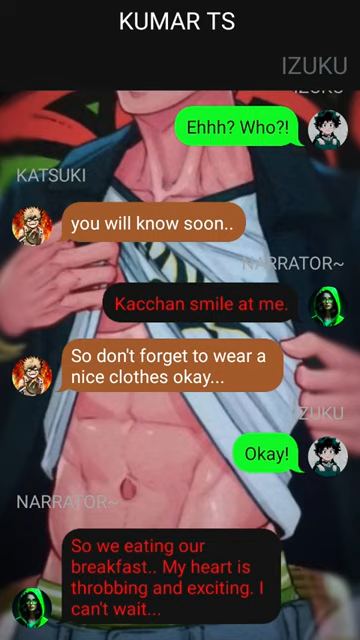 KUMAR TS
IZUKU
IZUKU
Ehhh? Who?!
KATSUKI
you will know soon..
NARRATOR~
Kacchan smile at me.
So don't forget to wear a
nice clothes okay...
IZUKU
Okay!
NARRATOR~
So we eating our
breakfast.. My heart is
throbbing and exciting. I
can't wait...